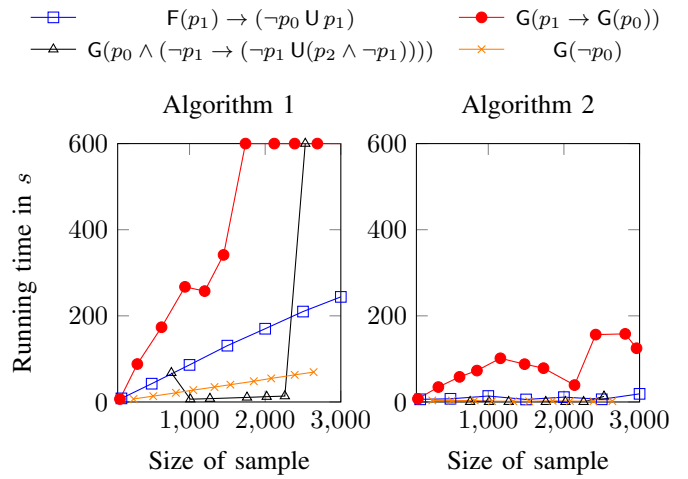 F(p₁) → (¬p₀ U p₁)
G(p₁ → G(p₀))
G(p₀ ∧ (¬p₁ → (¬p₁ U(p₂ ∧ ¬p₁))))
G(¬p₀)
Algorithm 1
Algorithm 2
Running time in s
600
400
200
0
1,000
2,000
3,000
Size of sample
600
400
200
0
1,000
2,000
3,000
Size of sample